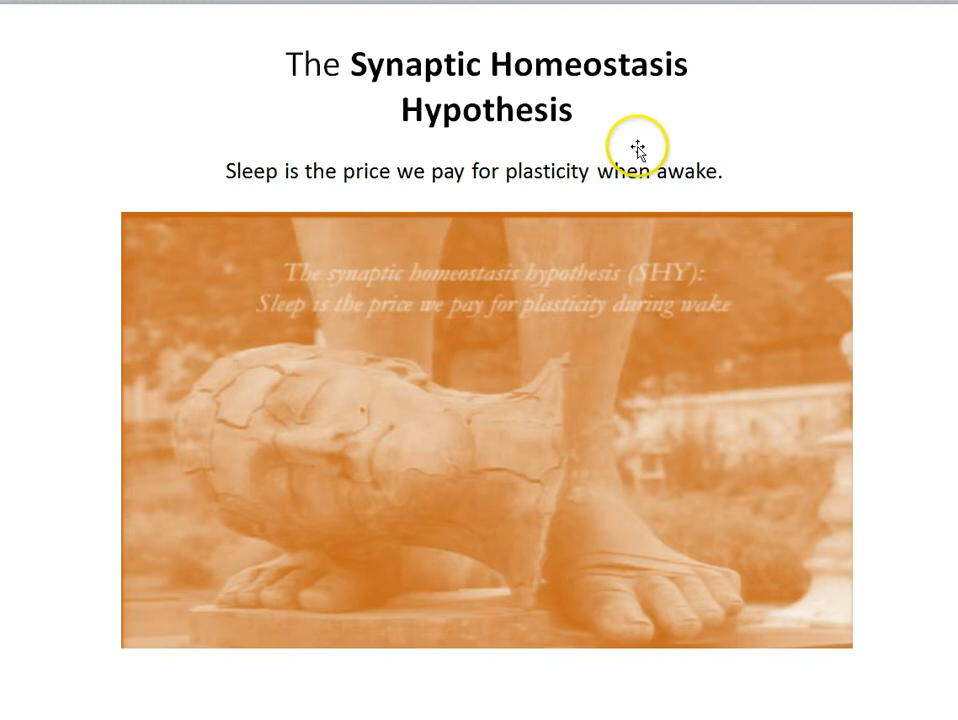 The Synaptic Homeostasis
Hypothesis
Sleep is the price we pay for plasticity when awake.
The synaptic homeostasis hypothesis (SHY):
Sleep is the price we pay for plasticity during wake